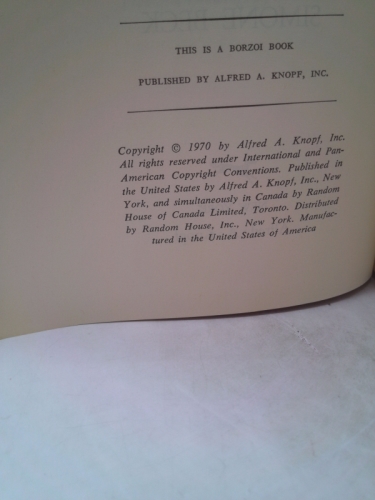 THIS IS A BORZOI BOOK
PUBLISHED BY ALFRED A. KNOPF, INC.
Copyright © 1970 by Alfred A. Knopf, Inc.
All rights reserved under International and Pan-
American Copyright Conventions. Published in
the United States by Alfred A. Knopf, Inc., New
York, and simultaneously in Canada by Random
House of Canada Limited, Toronto. Distributed
by Random House, Inc., New York. Manufac-
tured in the United States of America